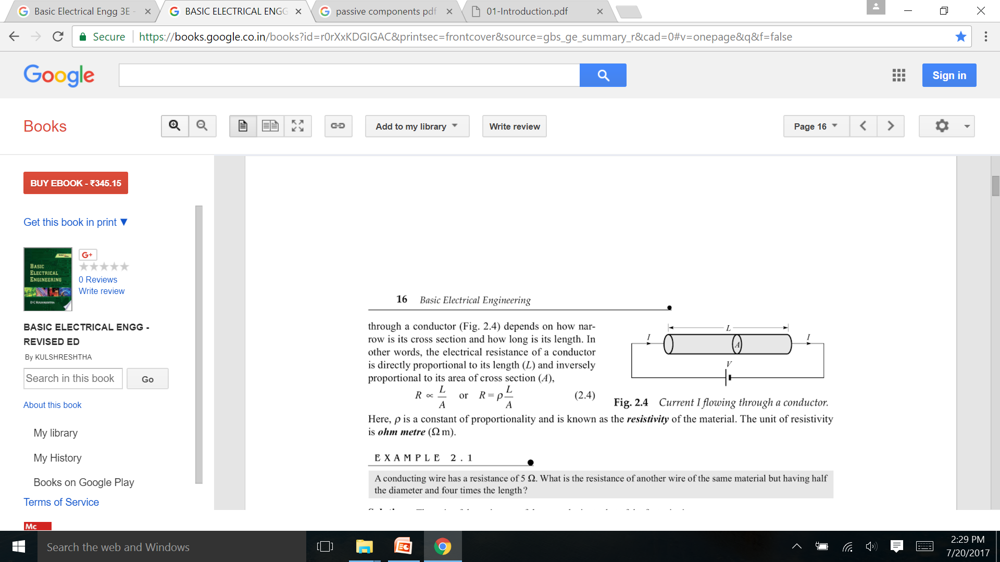 Basic Electrical Engg 3E -
BASIC ELECTRICAL ENGG
passive components pdf
01-Introduction.pdf
Secure
https://books.google.co.in/books?id=r0rXxKDGIGAC&printsec=frontcover&source=gbs_ge_summary_r&cad=0#v=onepage&q&f=false
Google
Sign in
Books
Add to my library
Write review
Page 16
BUY EBOOK - ₹345.15
Get this book in print ▼
BASIC
ELECTRICAL
ENGINEERING
D C KULSHRESHTHA
G+
0 Reviews
Write review
BASIC ELECTRICAL ENGG -
REVISED ED
By KULSHRESHTHA
Search in this book
Go
About this book
My library
My History
Books on Google Play
Terms of Service
Mc
16 Basic Electrical Engineering
through a conductor (Fig. 2.4) depends on how nar-
row is its cross section and how long is its length. In
other words, the electrical resistance of a conductor
is directly proportional to its length (L) and inversely
proportional to its area of cross section (A),
R ∝ L/A or R = ρ L/A (2.4)
L
I
A
I
V
Fig. 2.4 Current I flowing through a conductor.
Here, ρ is a constant of proportionality and is known as the resistivity of the material. The unit of resistivity
is ohm metre (Ω m).
EXAMPLE 2.1
A conducting wire has a resistance of 5 Ω. What is the resistance of another wire of the same material but having half
the diameter and four times the length?
Search the web and Windows
2:29 PM
7/20/2017